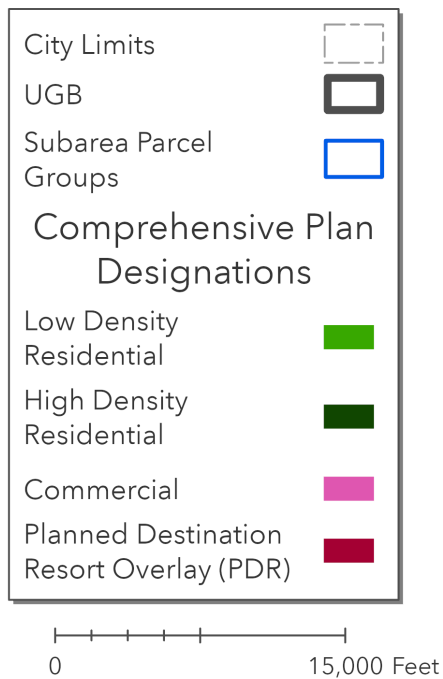 City Limits
UGB
Subarea Parcel
Groups
Comprehensive Plan
Designations
Low Density
Residential
High Density
Residential
Commercial
Planned Destination
Resort Overlay (PDR)
0 15,000 Feet